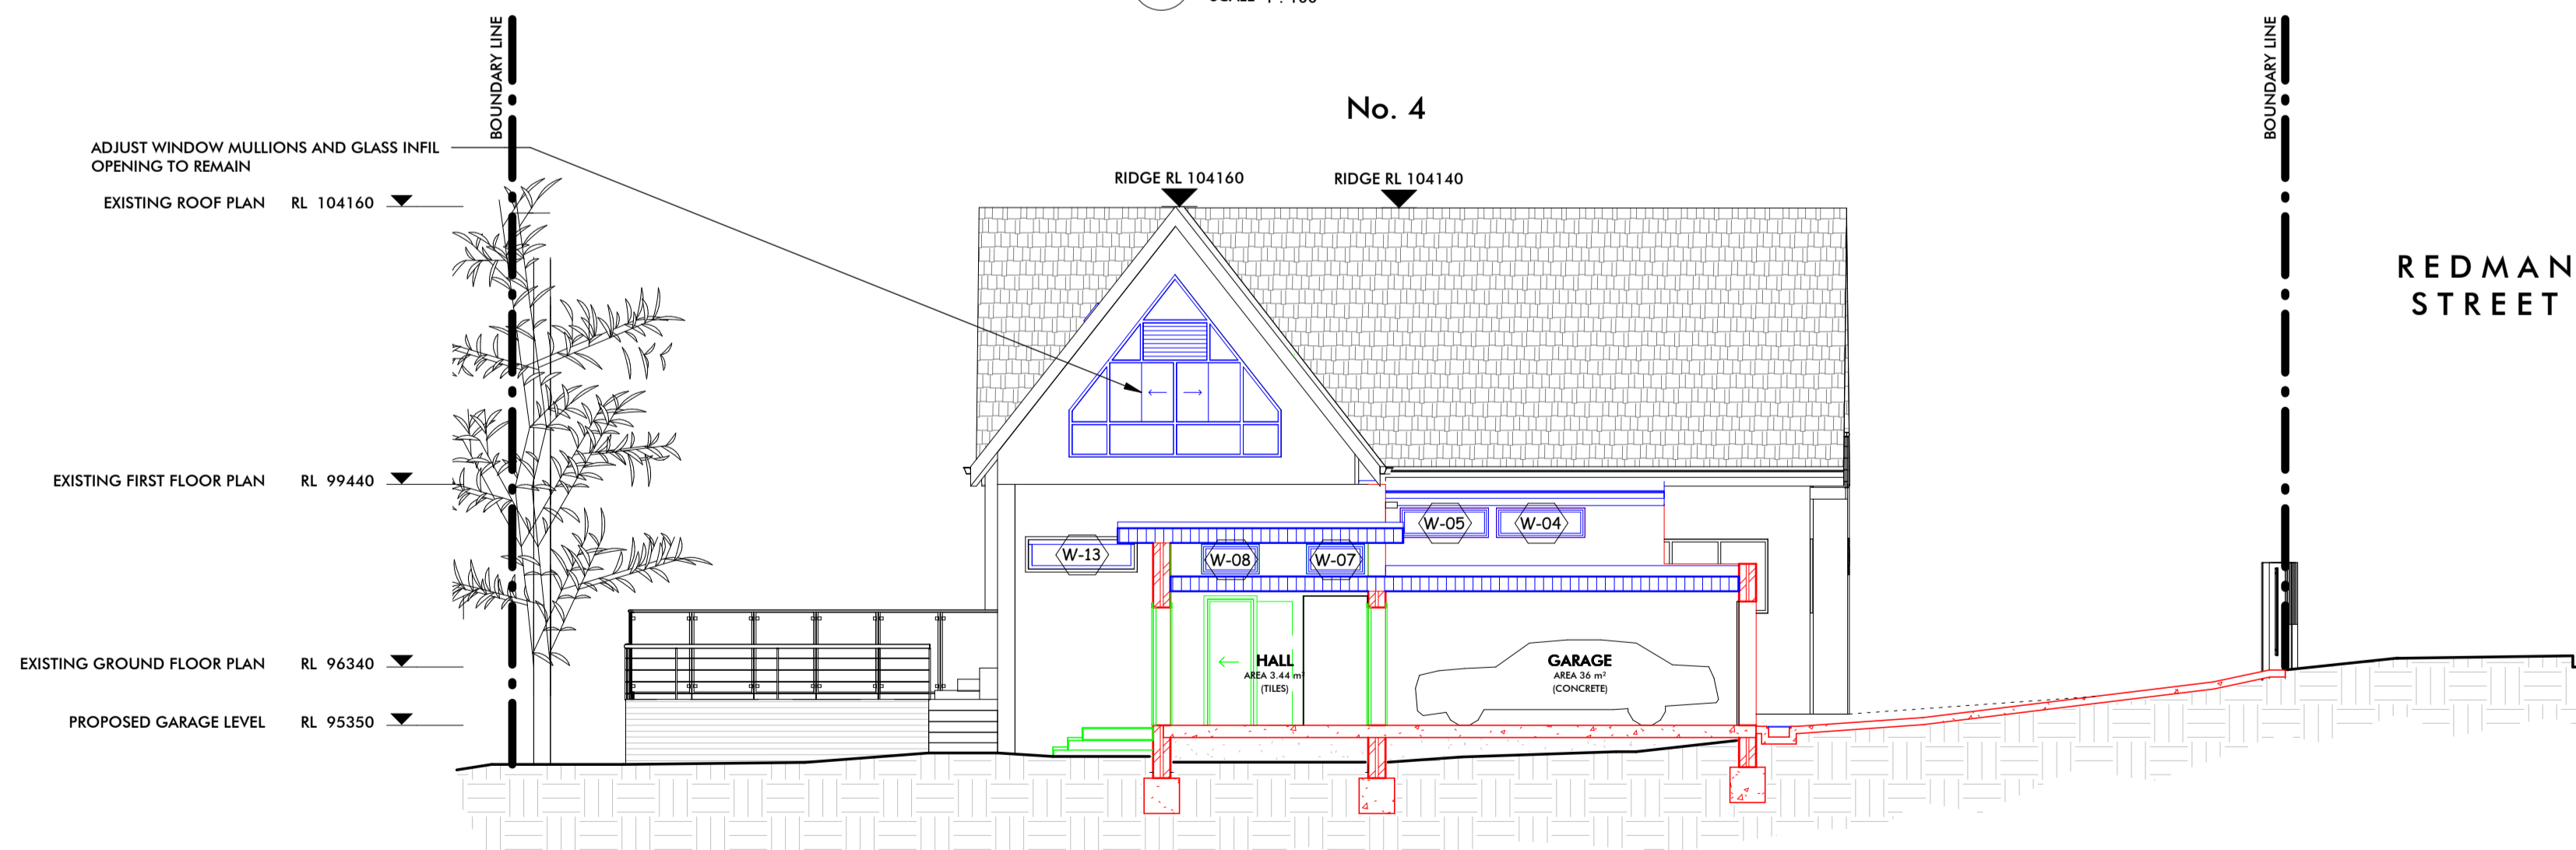 SCALE 1 : 100
BOUNDARY LINE
BOUNDARY LINE
No. 4
ADJUST WINDOW MULLIONS AND GLASS INFIL
OPENING TO REMAIN
RIDGE RL 104160
RIDGE RL 104140
EXISTING ROOF PLAN RL 104160
REDMAN
STREET
EXISTING FIRST FLOOR PLAN RL 99440
W-05
W-04
W-13
W-08
W-07
EXISTING GROUND FLOOR PLAN RL 96340
HALL
AREA 3.44 m²
(TILES)
GARAGE
AREA 36 m²
(CONCRETE)
PROPOSED GARAGE LEVEL RL 95350